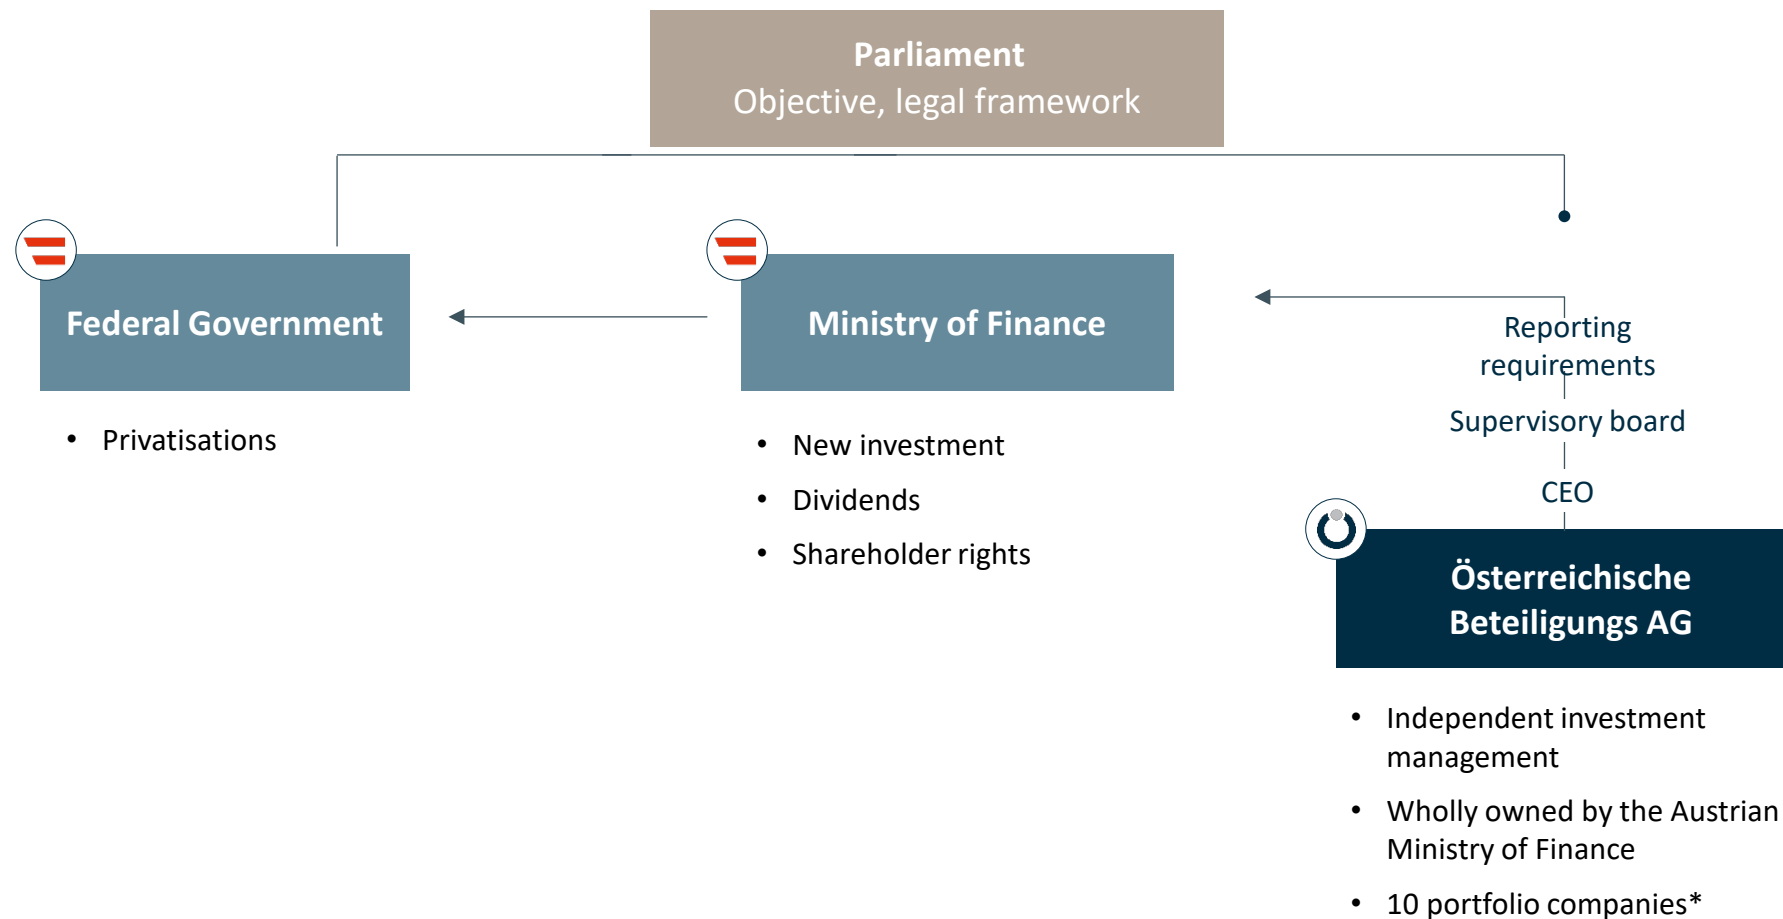 Parliament
Objective, legal framework
Federal Government
• Privatisations
Ministry of Finance
• New investment
• Dividends
• Shareholder rights
Reporting
requirements
Supervisory board
CEO
Österreichische
Beteiligungs AG
• Independent investment
management
• Wholly owned by the Austrian
Ministry of Finance
• 10 portfolio companies*